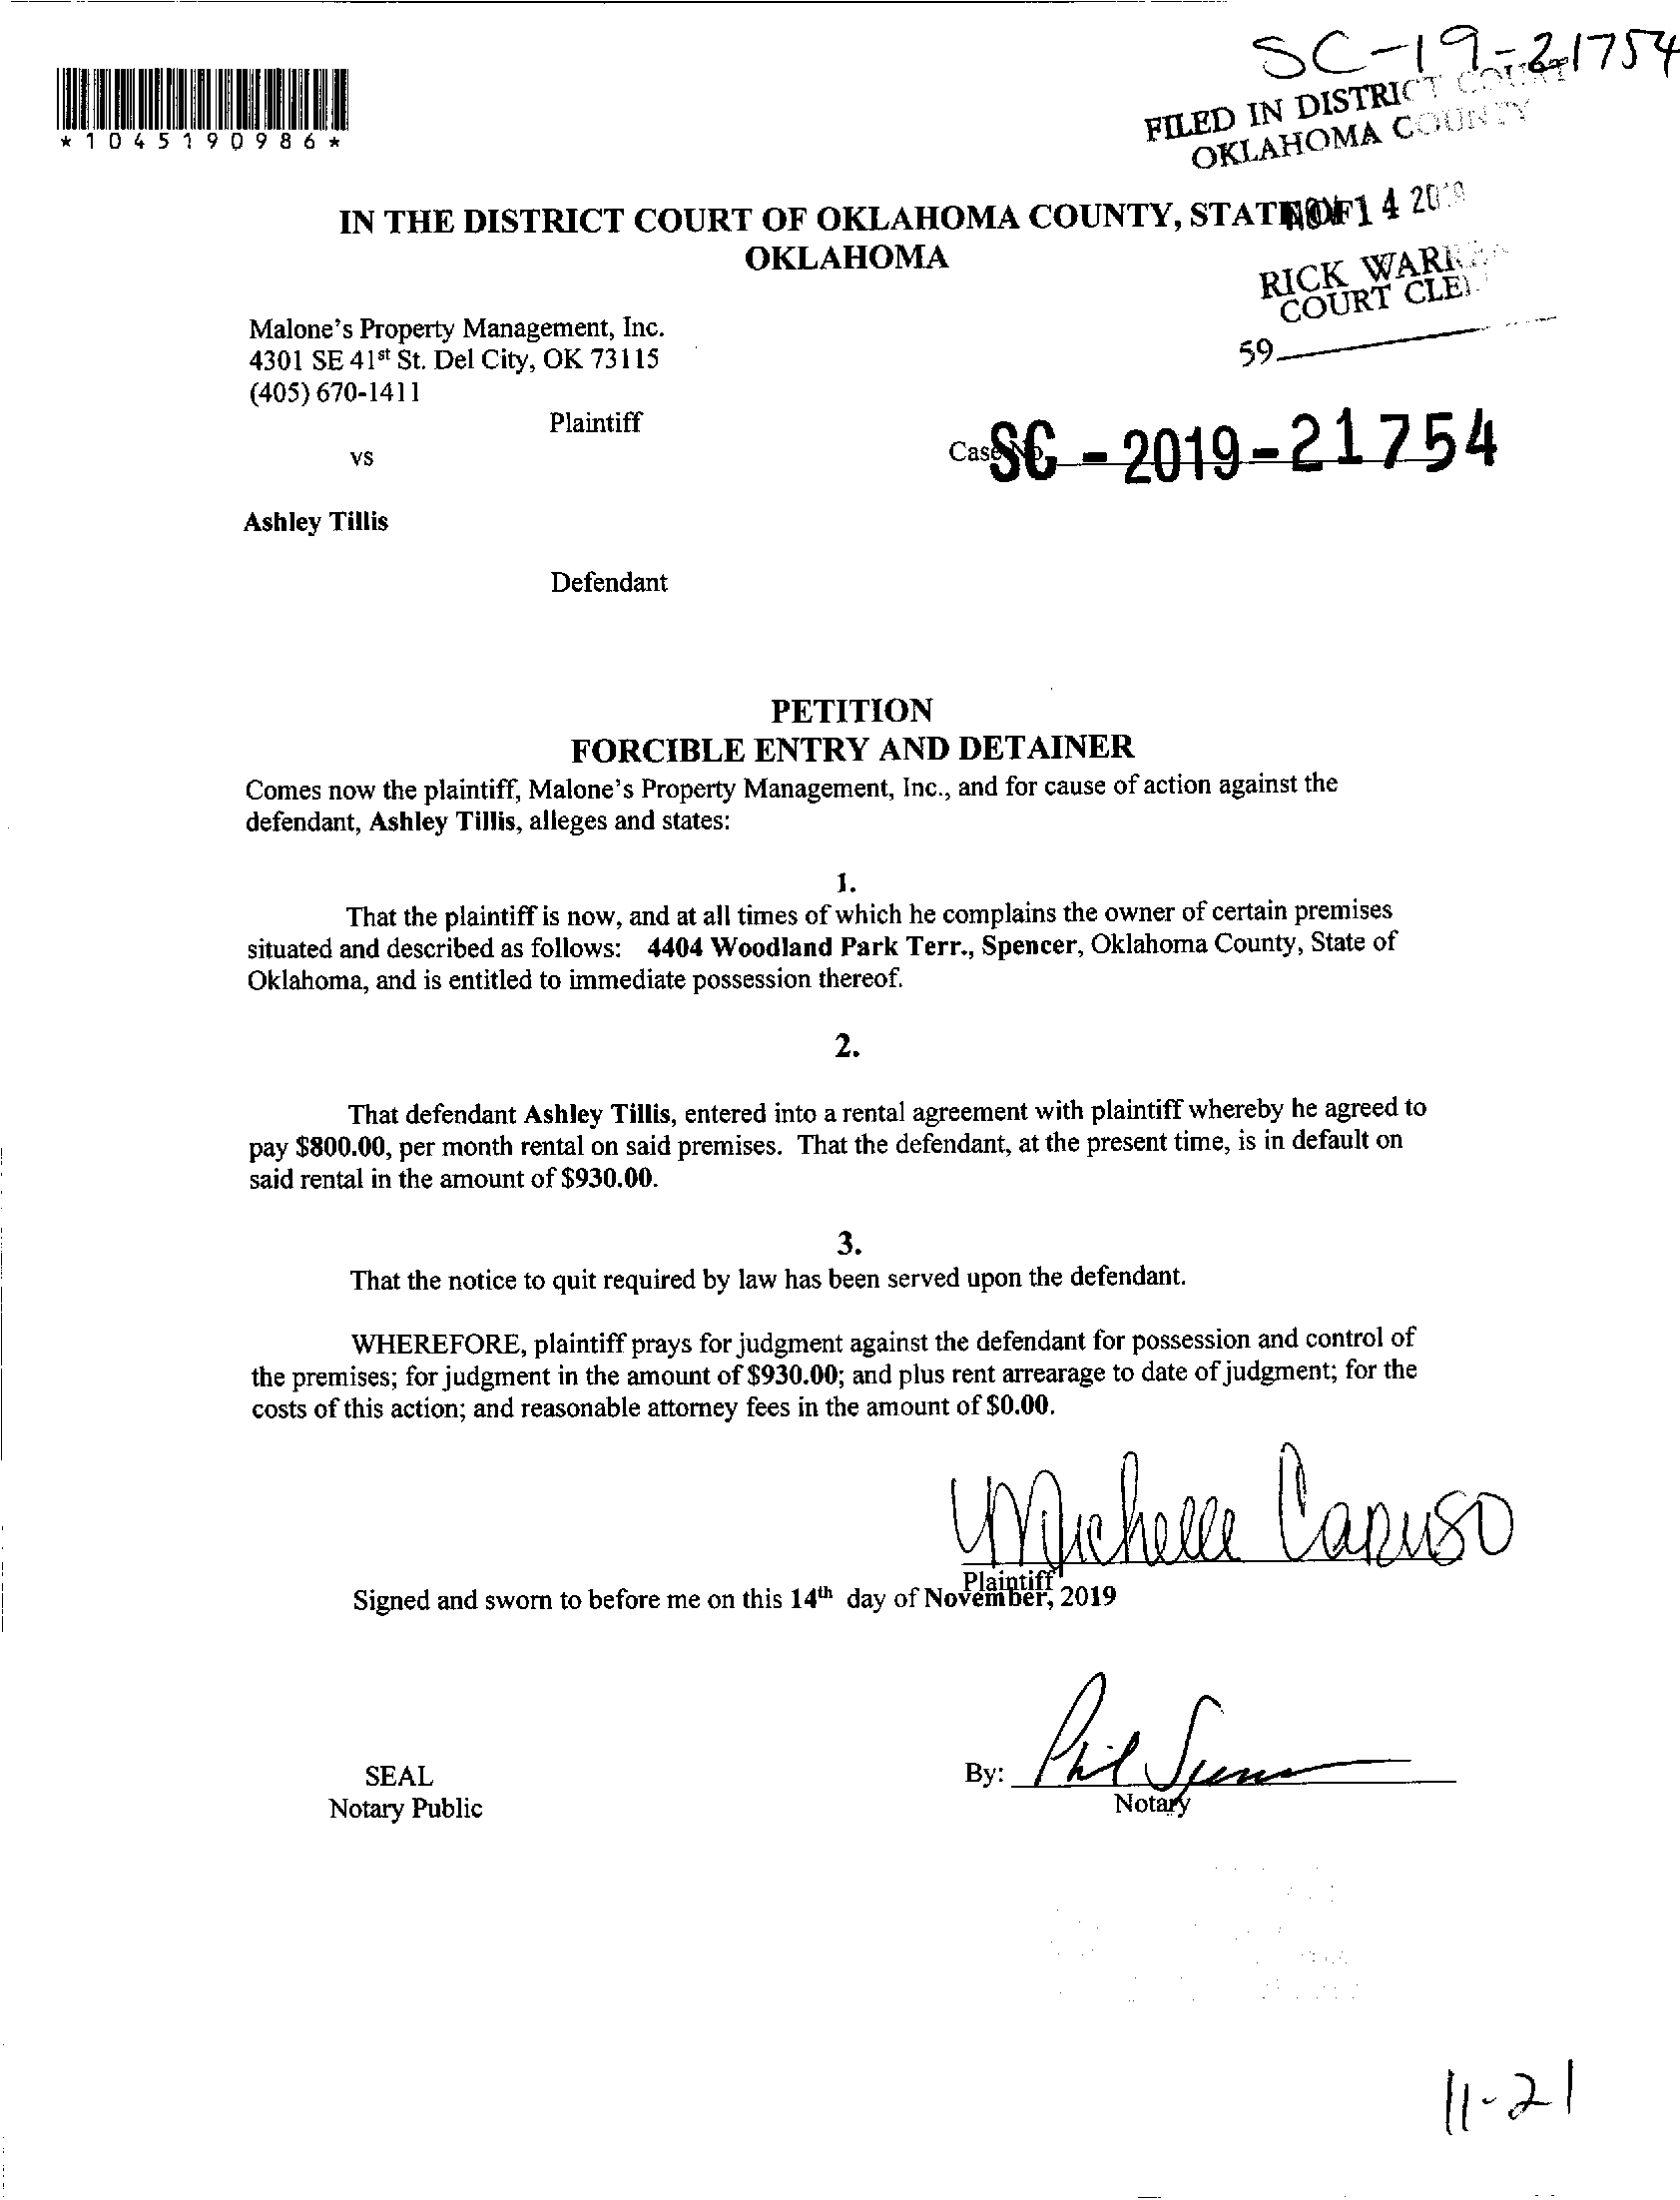 SC-19-21754
*1045190986*
FILED IN DISTRICT COURT
OKLAHOMA COUNTY
NOV 14 2019
IN THE DISTRICT COURT OF OKLAHOMA COUNTY, STATE OF
OKLAHOMA
RICK WARREN
COURT CLERK
59
Malone's Property Management, Inc.
4301 SE 41st St. Del City, OK 73115
(405) 670-1411
Plaintiff
vs
Case No. SC - 2019-21754
Ashley Tillis
Defendant
PETITION
FORCIBLE ENTRY AND DETAINER
Comes now the plaintiff, Malone's Property Management, Inc., and for cause of action against the
defendant, Ashley Tillis, alleges and states:
1.
That the plaintiff is now, and at all times of which he complains the owner of certain premises
situated and described as follows: 4404 Woodland Park Terr., Spencer, Oklahoma County, State of
Oklahoma, and is entitled to immediate possession thereof.
2.
That defendant Ashley Tillis, entered into a rental agreement with plaintiff whereby he agreed to
pay $800.00, per month rental on said premises. That the defendant, at the present time, is in default on
said rental in the amount of $930.00.
3.
That the notice to quit required by law has been served upon the defendant.
WHEREFORE, plaintiff prays for judgment against the defendant for possession and control of
the premises; for judgment in the amount of $930.00; and plus rent arrearage to date of judgment; for the
costs of this action; and reasonable attorney fees in the amount of $0.00.
Michelle Caruso
Plaintiff
Signed and sworn to before me on this 14th day of November, 2019
SEAL
Notary Public
By: Phil
Notary
11-21